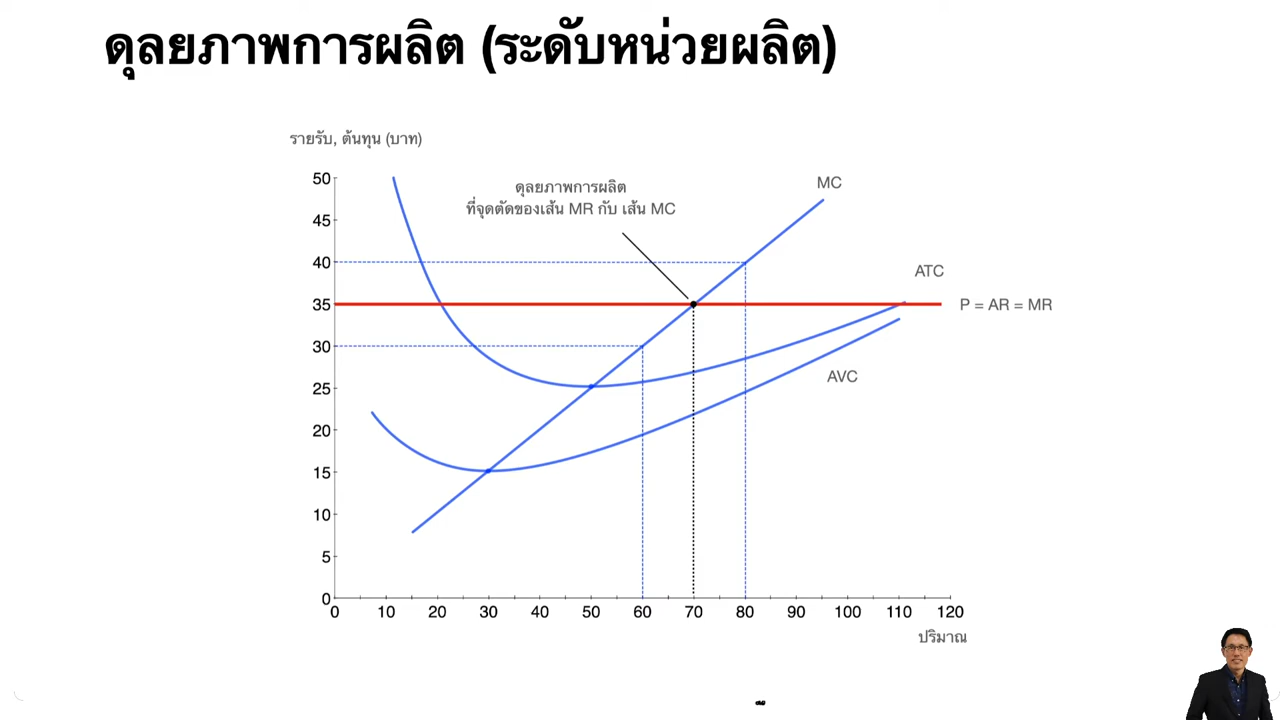 ดุลยภาพการผลิต (ระดับหน่วยผลิต)
รายรับ, ต้นทุน (บาท)
ดุลยภาพการผลิต
ที่จุดตัดของเส้น MR กับ เส้น MC
MC
ATC
P = AR = MR
AVC
50
45
40
35
30
25
20
15
10
5
0
0 10 20 30 40 50 60 70 80 90 100 110 120
ปริมาณ